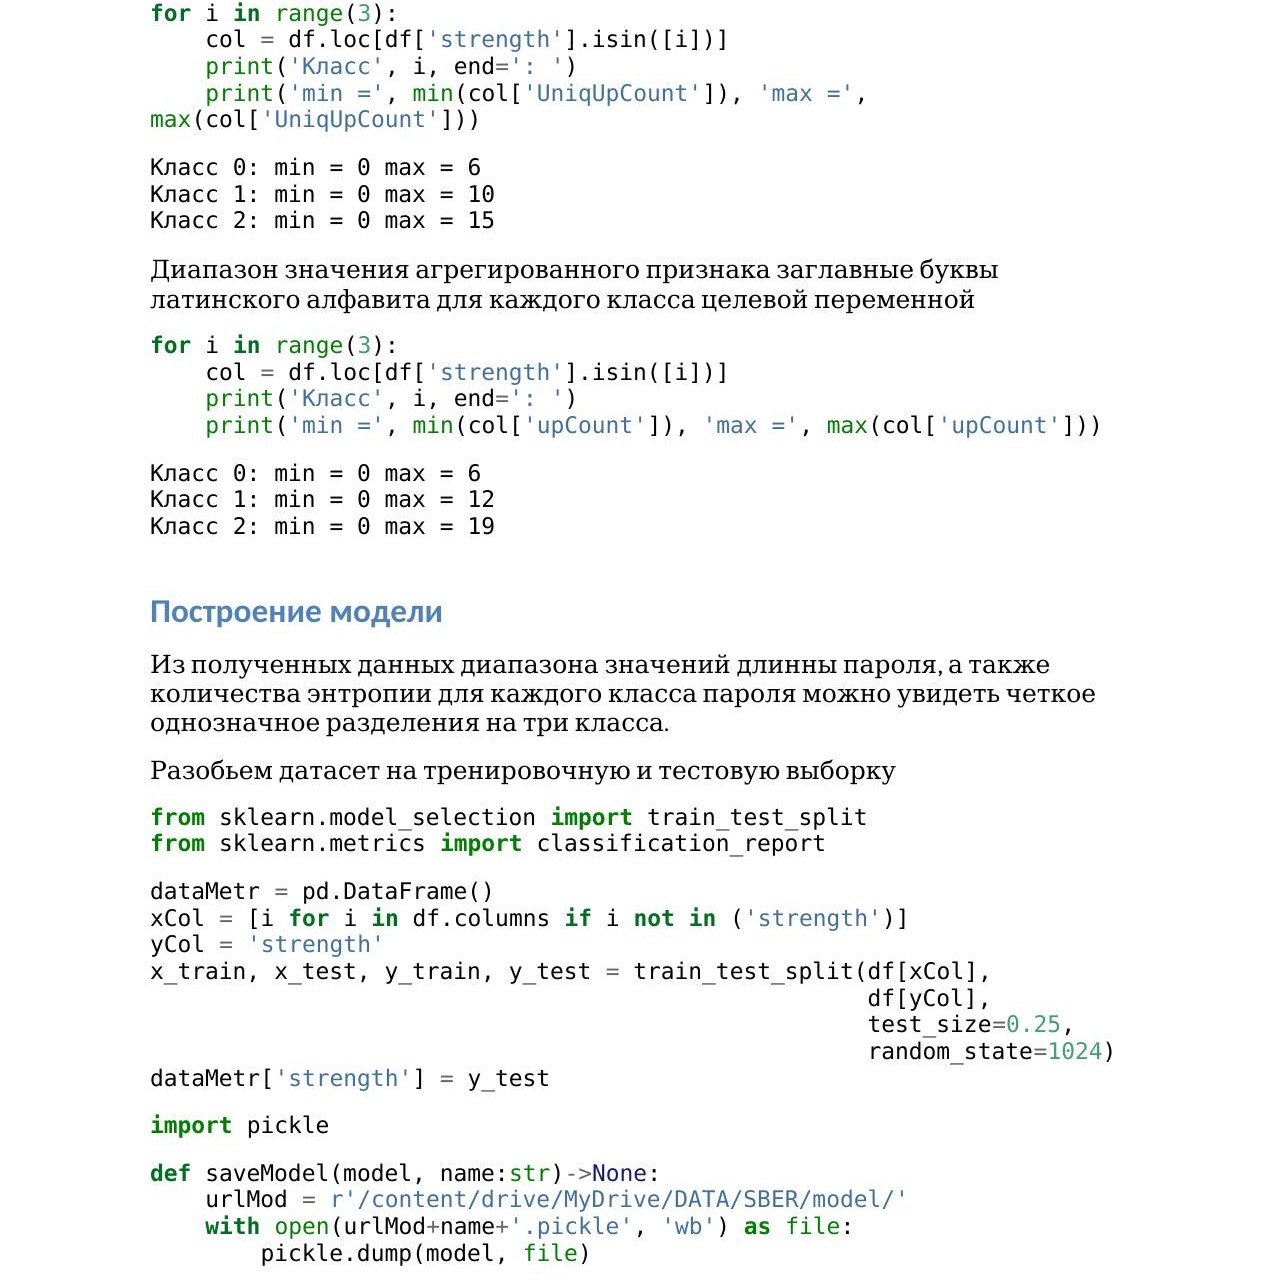 for i in range(3):
    col = df.loc[df['strength'].isin([i])]
    print('Класс', i, end=': ')
    print('min =', min(col['UniqUpCount']), 'max =',
max(col['UniqUpCount']))
Класс 0: min = 0 max = 6
Класс 1: min = 0 max = 10
Класс 2: min = 0 max = 15
Диапазон значения агрегированного признака заглавные буквы
латинского алфавита для каждого класса целевой переменной
for i in range(3):
    col = df.loc[df['strength'].isin([i])]
    print('Класс', i, end=': ')
    print('min =', min(col['upCount']), 'max =', max(col['upCount']))
Класс 0: min = 0 max = 6
Класс 1: min = 0 max = 12
Класс 2: min = 0 max = 19
Построение модели
Из полученных данных диапазона значений длинны пароля, а также
количества энтропии для каждого класса пароля можно увидеть четкое
однозначное разделения на три класса.
Разобьем датасет на тренировочную и тестовую выборку
from sklearn.model_selection import train_test_split
from sklearn.metrics import classification_report
dataMetr = pd.DataFrame()
xCol = [i for i in df.columns if i not in ('strength')]
yCol = 'strength'
x_train, x_test, y_train, y_test = train_test_split(df[xCol],
                                                    df[yCol],
                                                    test_size=0.25,
                                                    random_state=1024)
dataMetr['strength'] = y_test
import pickle
def saveModel(model, name:str)->None:
    urlMod = r'/content/drive/MyDrive/DATA/SBER/model/'
    with open(urlMod+name+'.pickle', 'wb') as file:
        pickle.dump(model, file)